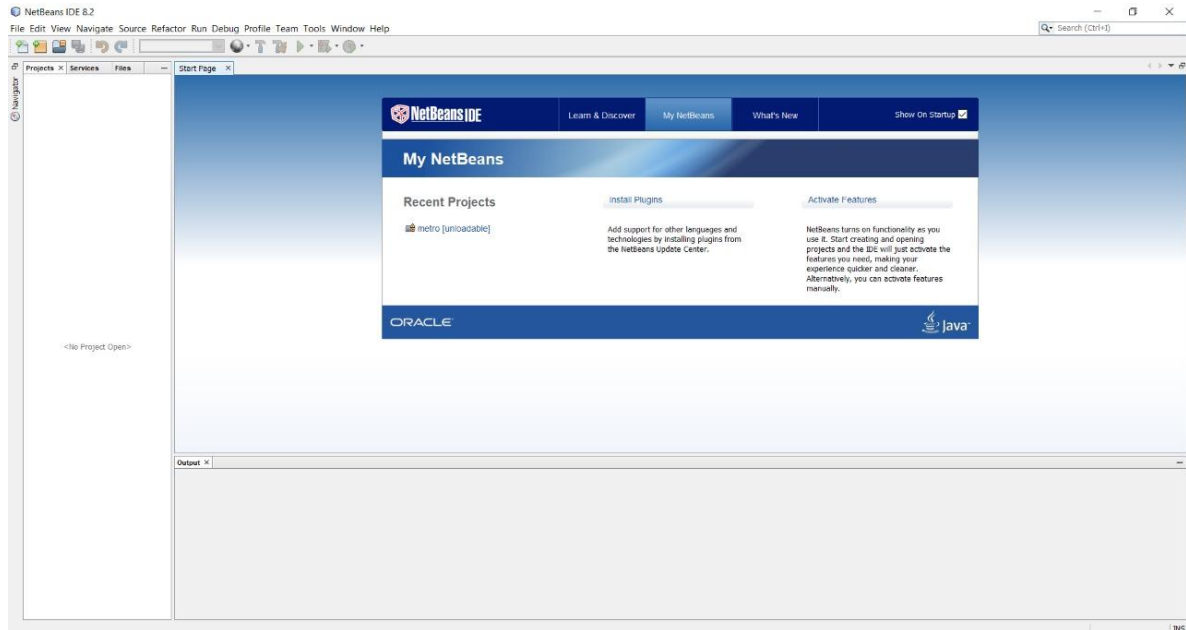 NetBeans IDE 8.2
File Edit View Navigate Source Refactor Run Debug Profile Team Tools Window Help
Search (Ctrl+I)
Projects Services Files
Start Page
Navigator
NetBeans IDE
Learn & Discover
My NetBeans
What's New
Show On Startup
My NetBeans
Recent Projects
metro [unloadable]
Install Plugins
Add support for other languages and
technologies by installing plugins from
the NetBeans Update Center.
Activate Features
NetBeans turns on functionality as you
use it. Start creating and opening
projects and the IDE will just activate the
features you need, making your
experience quicker and cleaner.
Alternatively, you can activate features
manually.
ORACLE
Java
<No Project Open>
Output
INS